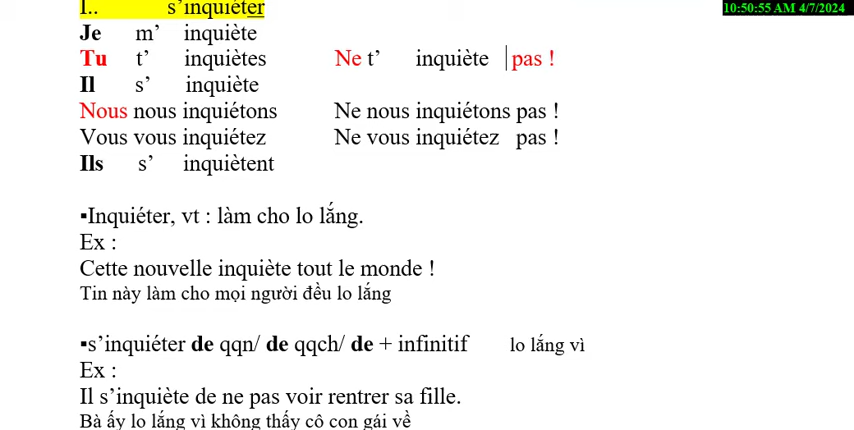 10:50:55 AM 4/7/2024
I.. s’inquiéter
Je m’ inquiète
Tu t’ inquiètes Ne t’ inquiète pas !
Il s’ inquiète
Nous nous inquiétons Ne nous inquiétons pas !
Vous vous inquiétez Ne vous inquiétez pas !
Ils s’ inquiètent
▪Inquiéter, vt : làm cho lo lắng.
Ex :
Cette nouvelle inquiète tout le monde !
Tin này làm cho mọi người đều lo lắng
▪s’inquiéter de qqn/ de qqch/ de + infinitif lo lắng vì
Ex :
Il s’inquiète de ne pas voir rentrer sa fille.
Bà ấy lo lắng vì không thấy cô con gái về